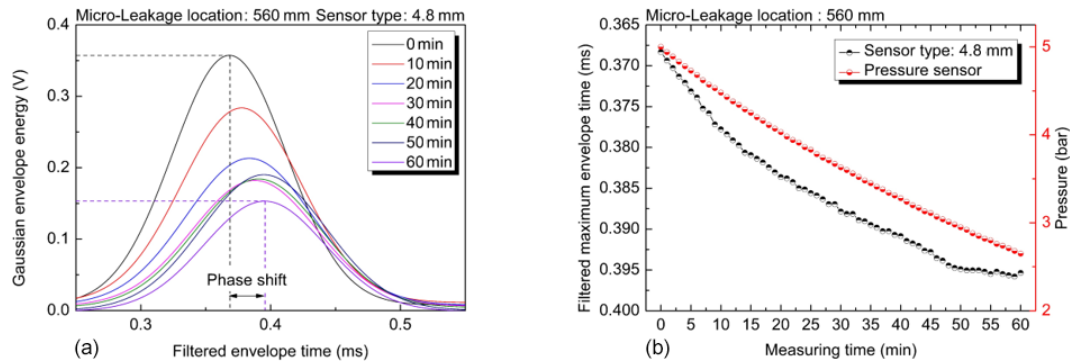 Micro-Leakage location: 560 mm Sensor type: 4.8 mm
0.4
0.3
0.2
0.1
0.0
Gaussian envelope energy (V)
0 min
10 min
20 min
30 min
40 min
50 min
60 min
Phase shift
0.3
0.4
0.5
(a)
Filtered envelope time (ms)
Micro-Leakage location : 560 mm
0.365
0.370
0.375
0.380
0.385
0.390
0.395
0.400
Filtered maximum envelope time (ms)
Sensor type: 4.8 mm
Pressure sensor
5
4
3
2
Pressure (bar)
0 5 10 15 20 25 30 35 40 45 50 55 60
(b)
Measuring time (min)